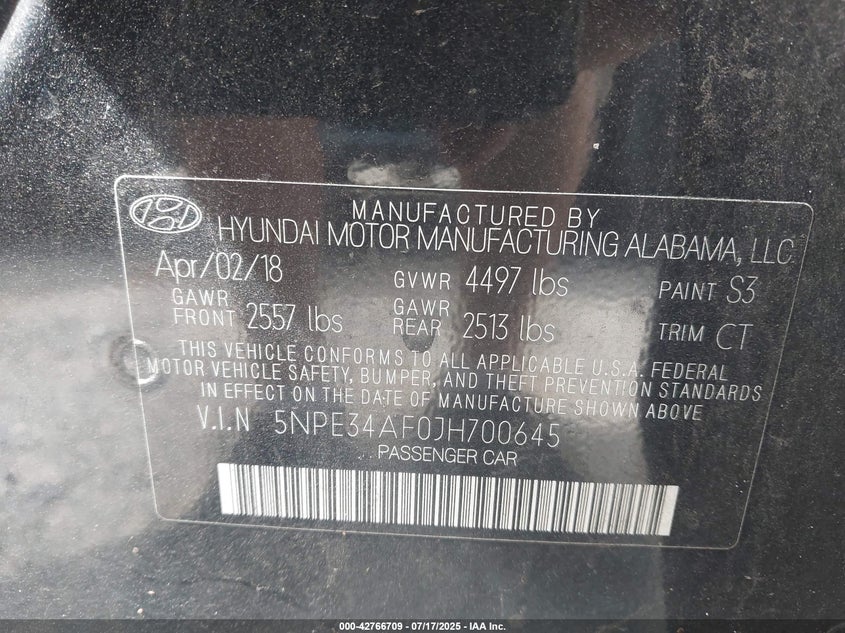 MANUFACTURED BY
HYUNDAI MOTOR MANUFACTURING ALABAMA, LLC
Apr/02/18 GVWR 4497 lbs PAINT S3
GAWR FRONT 2557 lbs GAWR REAR 2513 lbs TRIM CT
THIS VEHICLE CONFORMS TO ALL APPLICABLE U.S.A. FEDERAL
MOTOR VEHICLE SAFETY, BUMPER, AND THEFT PREVENTION STANDARDS
IN EFFECT ON THE DATE OF MANUFACTURE SHOWN ABOVE
V.I.N 5NPE34AF0JH700645
PASSENGER CAR
000-42766709 - 07/17/2025 - IAA Inc.